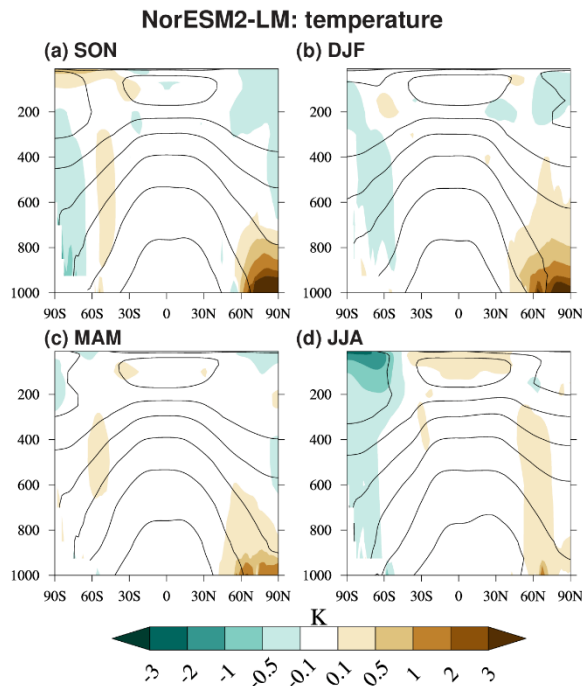 NorESM2-LM: temperature
(a) SON
(b) DJF
200
400
600
800
1000
90S 60S 30S 0 30N 60N 90N
200
400
600
800
1000
90S 60S 30S 0 30N 60N 90N
(c) MAM
(d) JJA
200
400
600
800
1000
90S 60S 30S 0 30N 60N 90N
200
400
600
800
1000
90S 60S 30S 0 30N 60N 90N
K
-3 -2 -1 -0.5 -0.1 0.1 0.5 1 2 3